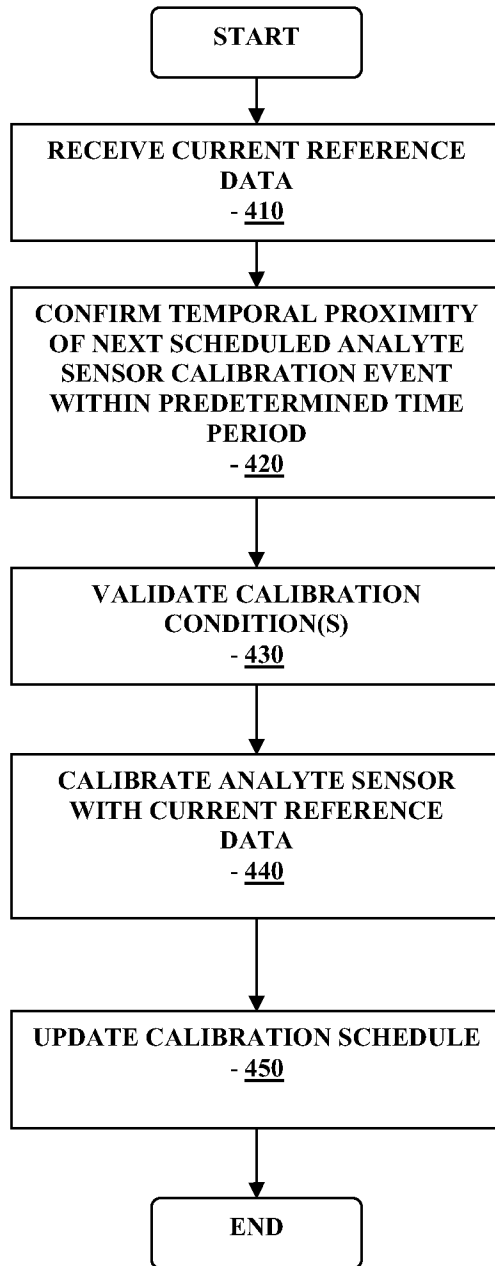 START
RECEIVE CURRENT REFERENCE
DATA
- 410
CONFIRM TEMPORAL PROXIMITY
OF NEXT SCHEDULED ANALYTE
SENSOR CALIBRATION EVENT
WITHIN PREDETERMINED TIME
PERIOD
- 420
VALIDATE CALIBRATION
CONDITION(S)
- 430
CALIBRATE ANALYTE SENSOR
WITH CURRENT REFERENCE
DATA
- 440
UPDATE CALIBRATION SCHEDULE
- 450
END